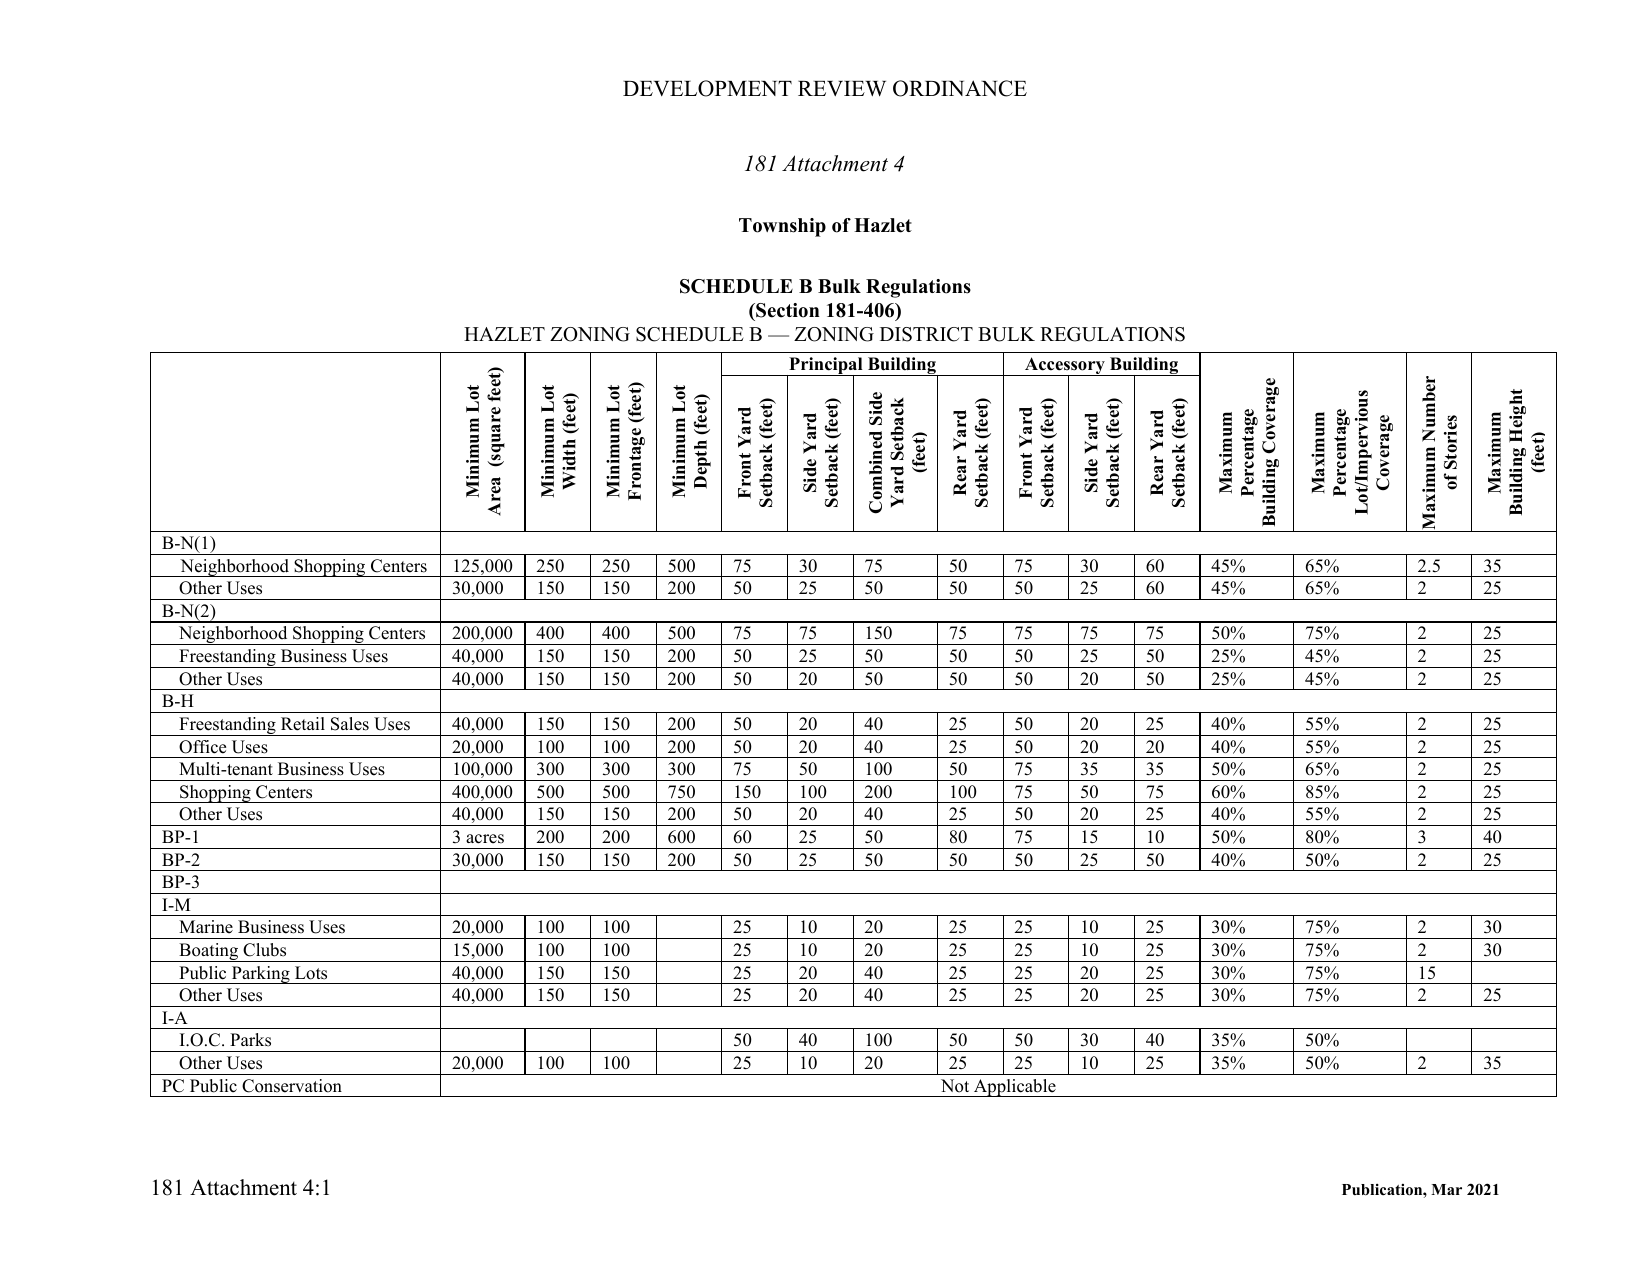 DEVELOPMENT REVIEW ORDINANCE
181 Attachment 4
Township of Hazlet
SCHEDULE B Bulk Regulations
(Section 181-406)
HAZLET ZONING SCHEDULE B — ZONING DISTRICT BULK REGULATIONS
Minimum Lot
Area (square feet)
Minimum Lot
Width (feet)
Minimum Lot
Frontage (feet)
Minimum Lot
Depth (feet)
Principal Building
Front Yard
Setback (feet)
Side Yard
Setback (feet)
Combined Side
Yard Setback
(feet)
Rear Yard
Setback (feet)
Accessory Building
Front Yard
Setback (feet)
Side Yard
Setback (feet)
Rear Yard
Setback (feet)
Maximum
Percentage
Building Coverage
Maximum
Percentage
Lot/Impervious
Coverage
Maximum Number
of Stories
Maximum
Building Height
(feet)
B-N(1)
Neighborhood Shopping Centers 125,000 250 250 500 75 30 75 50 75 30 60 45% 65% 2.5 35
Other Uses 30,000 150 150 200 50 25 50 50 50 25 60 45% 65% 2 25
B-N(2)
Neighborhood Shopping Centers 200,000 400 400 500 75 75 150 75 75 75 75 50% 75% 2 25
Freestanding Business Uses 40,000 150 150 200 50 25 50 50 50 25 50 25% 45% 2 25
Other Uses 40,000 150 150 200 50 20 50 50 50 20 50 25% 45% 2 25
B-H
Freestanding Retail Sales Uses 40,000 150 150 200 50 20 40 25 50 20 25 40% 55% 2 25
Office Uses 20,000 100 100 200 50 20 40 25 50 20 20 40% 55% 2 25
Multi-tenant Business Uses 100,000 300 300 300 75 50 100 50 75 35 35 50% 65% 2 25
Shopping Centers 400,000 500 500 750 150 100 200 100 75 50 75 60% 85% 2 25
Other Uses 40,000 150 150 200 50 20 40 25 50 20 25 40% 55% 2 25
BP-1 3 acres 200 200 600 60 25 50 80 75 15 10 50% 80% 3 40
BP-2 30,000 150 150 200 50 25 50 50 50 25 50 40% 50% 2 25
BP-3
I-M
Marine Business Uses 20,000 100 100 25 10 20 25 25 10 25 30% 75% 2 30
Boating Clubs 15,000 100 100 25 10 20 25 25 10 25 30% 75% 2 30
Public Parking Lots 40,000 150 150 25 20 40 25 25 20 25 30% 75% 15
Other Uses 40,000 150 150 25 20 40 25 25 20 25 30% 75% 2 25
I-A
I.O.C. Parks 50 40 100 50 50 30 40 35% 50%
Other Uses 20,000 100 100 25 10 20 25 25 10 25 35% 50% 2 35
PC Public Conservation Not Applicable
181 Attachment 4:1
Publication, Mar 2021